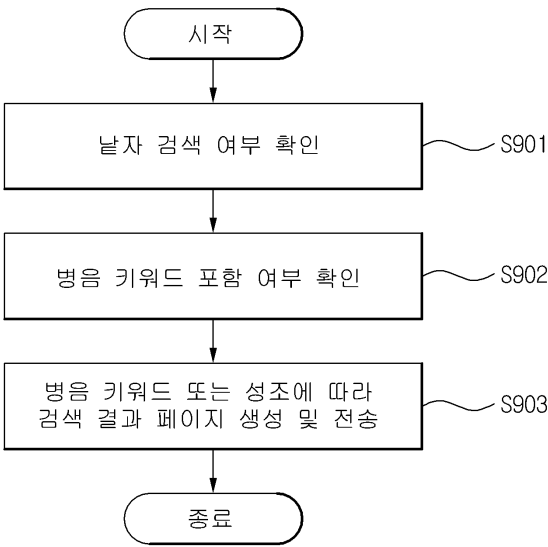 시작
낱자 검색 여부 확인
S901
병음 키워드 포함 여부 확인
S902
병음 키워드 또는 성조에 따라
검색 결과 페이지 생성 및 전송
S903
종료